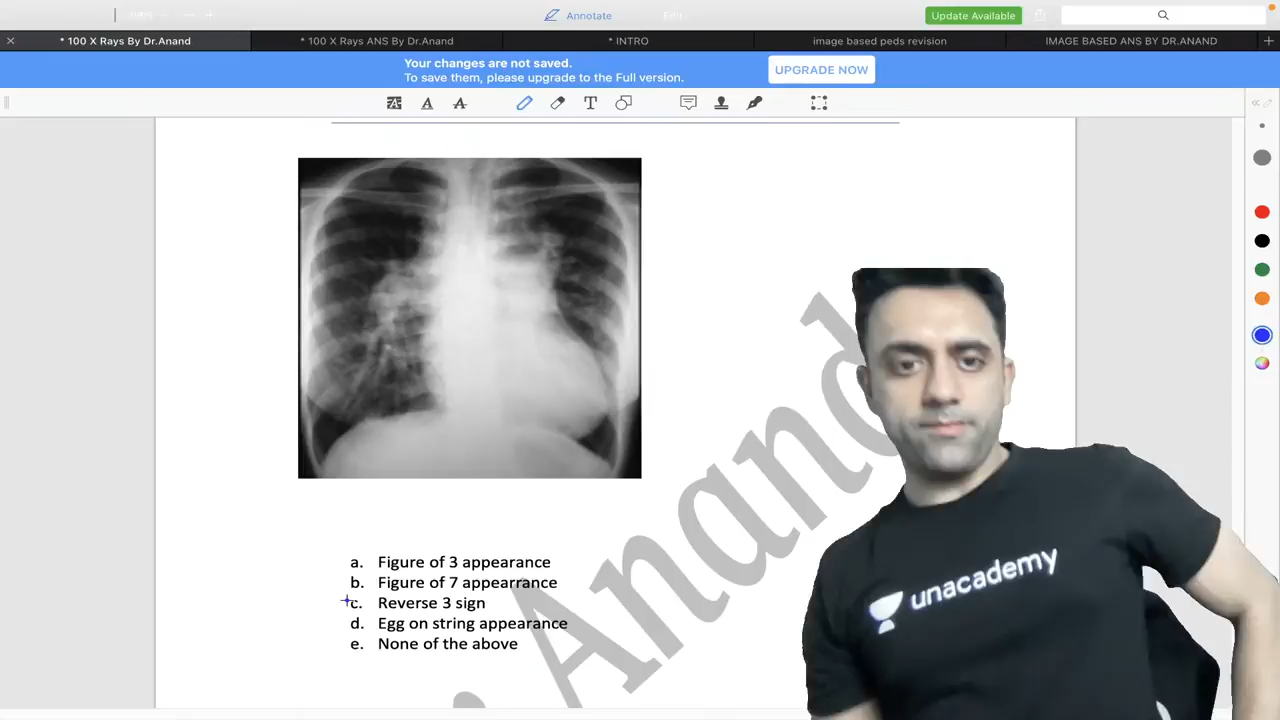 Annotate Edit
Update Available
* 100 X Rays By Dr.Anand * 100 X Rays ANS By Dr.Anand * INTRO image based peds revision IMAGE BASED ANS BY DR.ANAND
Your changes are not saved.
To save them, please upgrade to the Full version.
UPGRADE NOW
a. Figure of 3 appearance
b. Figure of 7 appearrance
c. Reverse 3 sign
d. Egg on string appearance
e. None of the above
Anand
unacademy